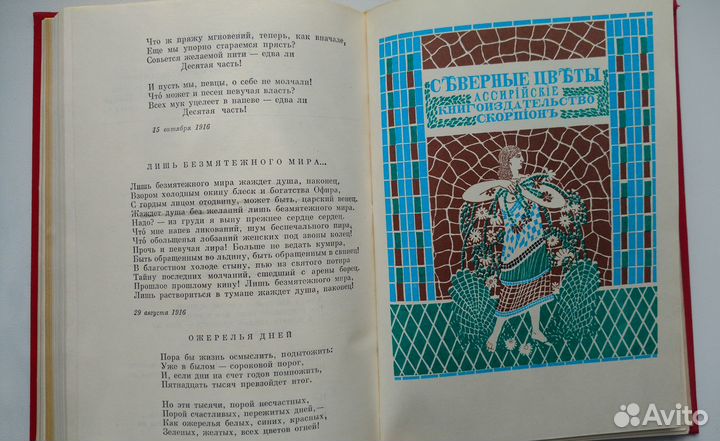 Что ж пряжу мгновений, теперь, как вначале,
Еще мы упорно стараемся прясть?
Совьется желамой нити — едва ли
Десятая часть!
И пусть мы, певцы, о себе не молчали!
Что́ может и песен певучая власть?
Всех мук уцелеет в напеве — едва ли
Десятая часть!
15 октября 1916
ЛИШЬ БЕЗМЯТЕЖНОГО МИРА...
Лишь безмятежного мира жаждет душа, наконец,
Взором холодным окину блеск и богатства Офира,
С гордым лицом отодвину, может быть, царский венец.
Жаждет душа без желаний лишь безмятежного мира.
Надо? — из груди я выну прежнее сердце сердец.
Что́ мне напев ликований, шум беспечального пира,
Что́ обольщенья лобзаний женских под звоны колец!
Прочь и певучая лира! Больше не ведать кумира,
Быть обращенным во льдину, быть обращенным в свинец!
В благостном холоде стыну, пью из святого потира
Тайну последних молчаний, сшедший с арены борец.
Прошлое прошлому кину! Лишь безмятежного мира,
Лишь раствориться в тумане жаждет душа, наконец!
29 августа 1916
ОЖЕРЕЛЬЯ ДНЕЙ
Пора бы жизнь осмыслить, подытожить:
Уже в былом — сороковой порог,
И, если дни на счет годов помножить,
Пятнадцать тысяч превзойдет итог.
Но эти тысячи, порой несчастных,
Порой счастливых, пережитых дней,—
Как ожерелья белых, синих, красных,
Зеленых, желтых, всех цветов огней!
СѢВЕРНЫЕ ЦВѢТЫ
АССИРІЙСКІЕ
КНИГОИЗДАТЕЛЬСТВО
СКОРПІОНЪ
Avito